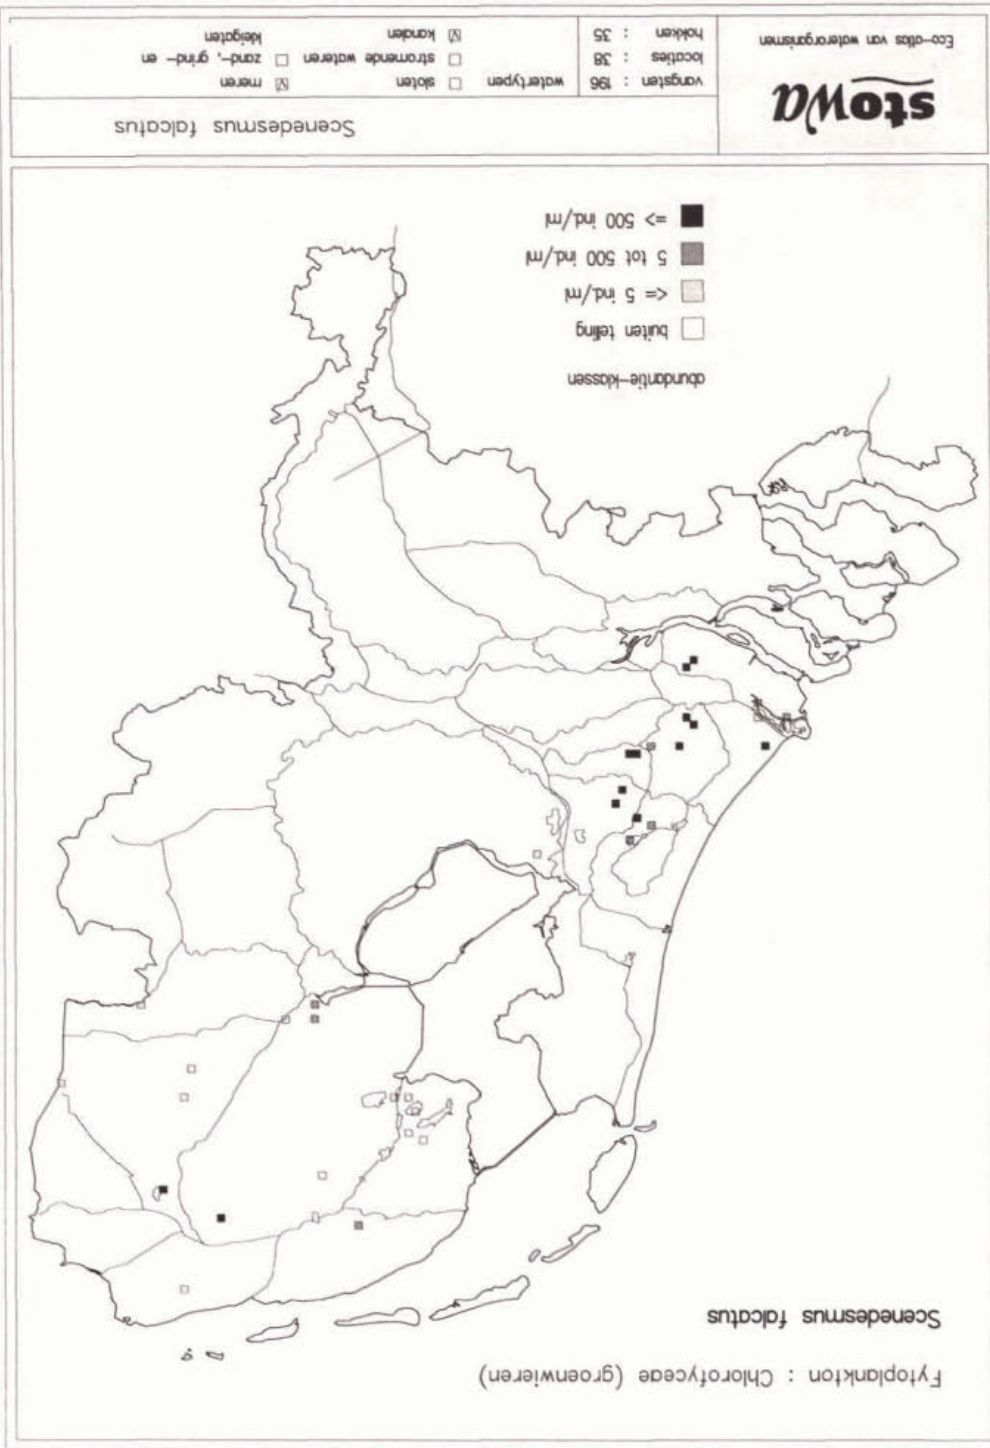 Fytoplankton : Chlorofyceae (groenwieren)
Scenedesmus falcatus
abundantie-klassen
buiten telling
<= 5 ind./ml
5 tot 500 ind./ml
=> 500 ind./ml
stowa
Eco-atlas van waterorganismen
Scenedesmus falcatus
vangsten : 196 watertypen sloten meren
locaties : 38 stromende wateren zand-, grind- en
hokken : 35 kanalen kleigaten